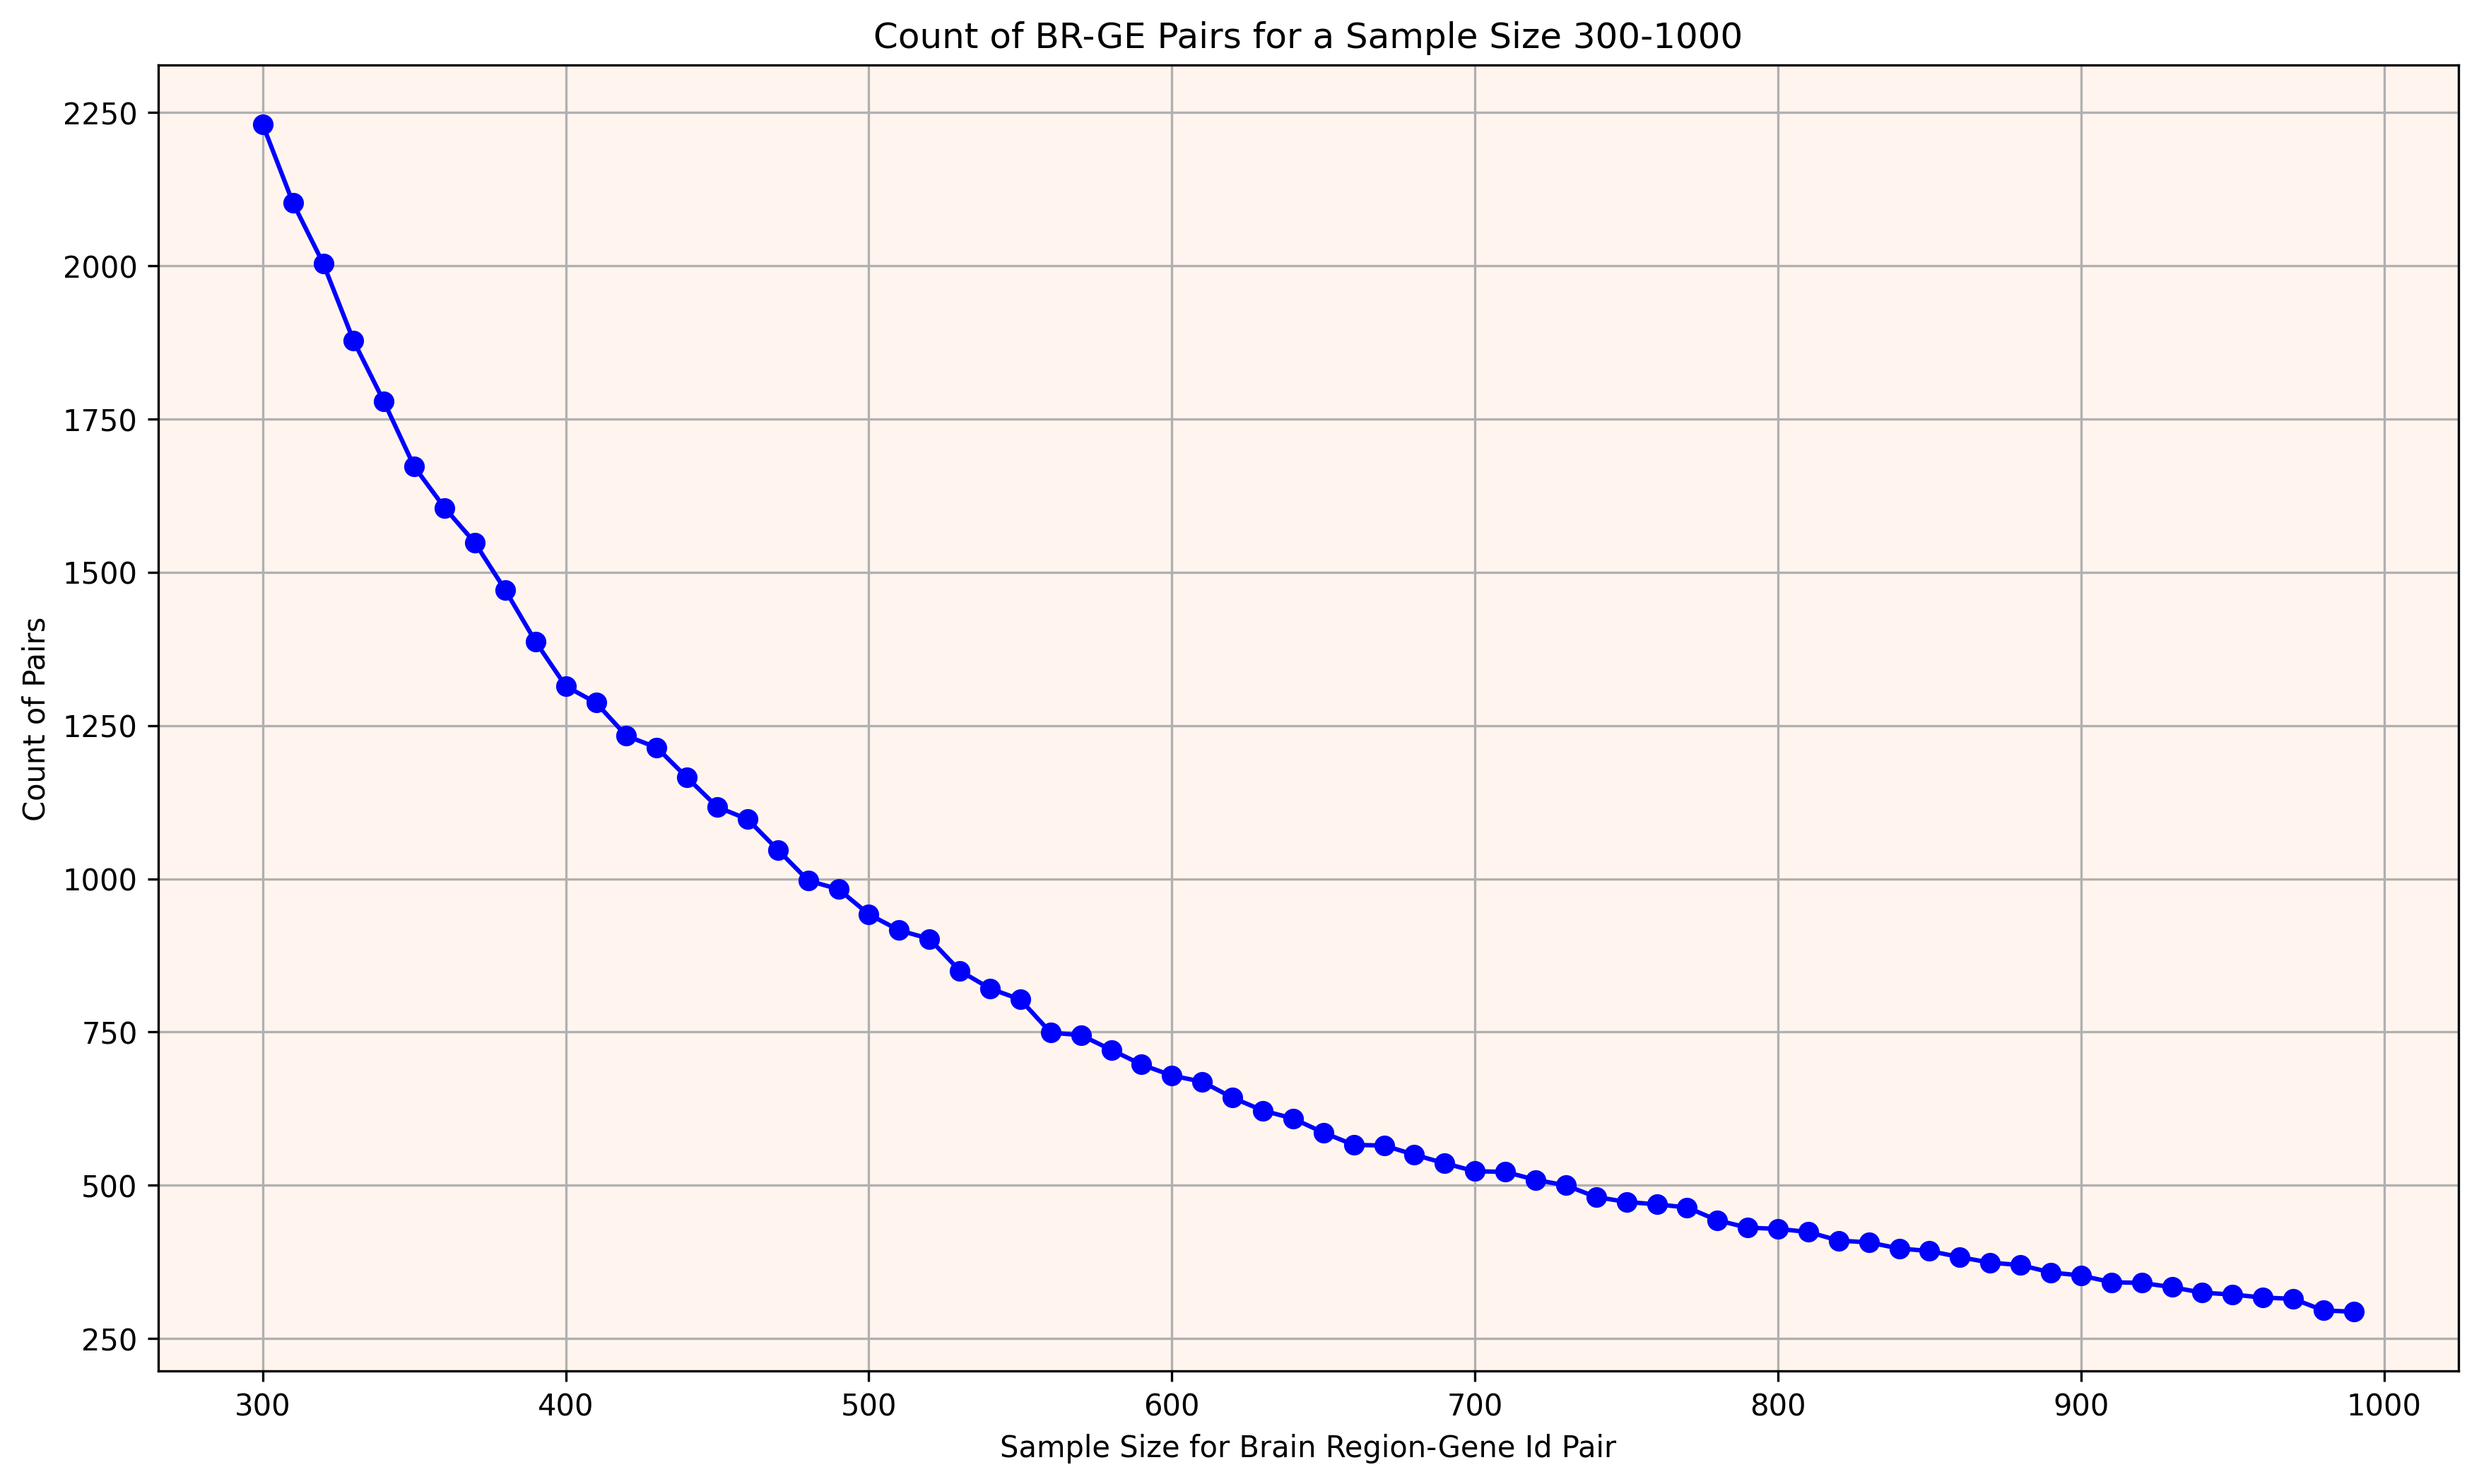 Count of BR-GE Pairs for a Sample Size 300-1000
2250
2000
1750
1500
1250
1000
750
500
250
Count of Pairs
300 400 500 600 700 800 900 1000
Sample Size for Brain Region-Gene Id Pair